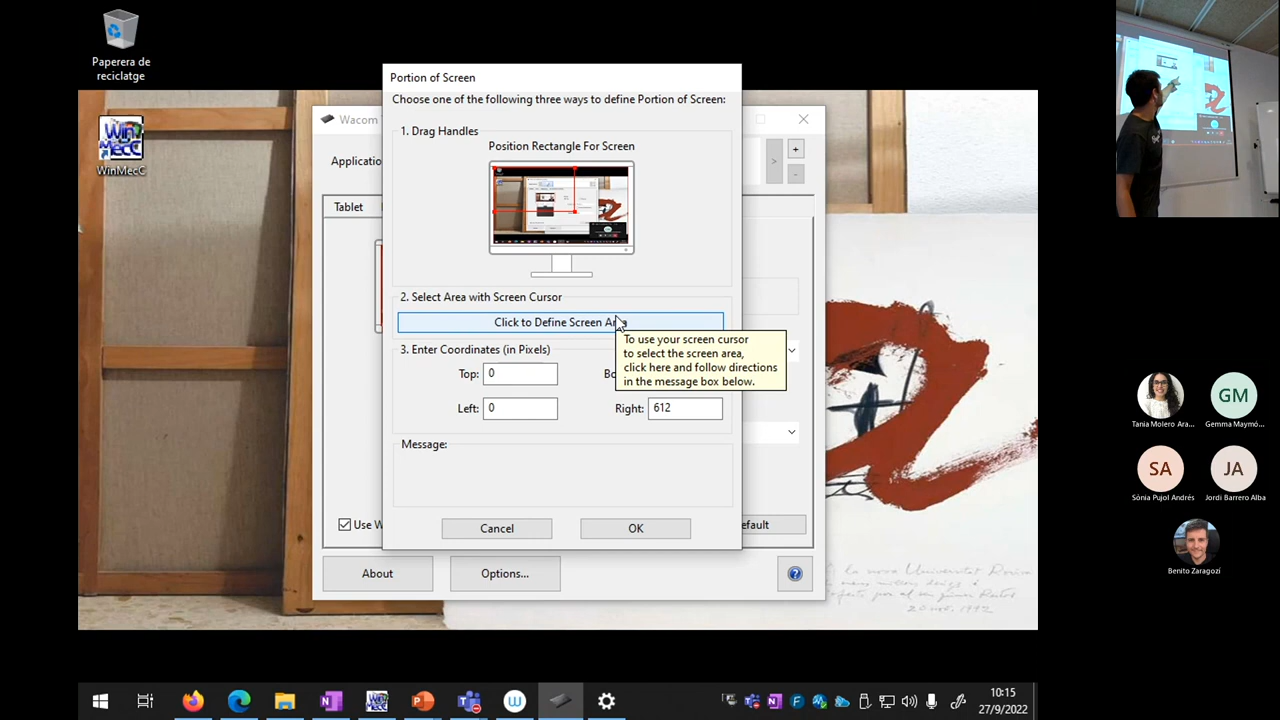 Paperera de
reciclatge
WinMecC
Wacom
Applicatio
Tablet
Use W
About
Options...
efault
Portion of Screen
Choose one of the following three ways to define Portion of Screen:
1. Drag Handles
Position Rectangle For Screen
2. Select Area with Screen Cursor
Click to Define Screen Ar
To use your screen cursor
to select the screen area,
click here and follow directions
in the message box below.
3. Enter Coordinates (in Pixels)
Top: 0
Bo
Left: 0
Right: 612
Message:
Cancel
OK
+
-
>
?
Tania Molero Ara...
GM
Gemma Maymó...
SA
Sònia Pujol Andrés
JA
Jordi Barrero Alba
Benito Zaragozí
10:15
27/9/2022